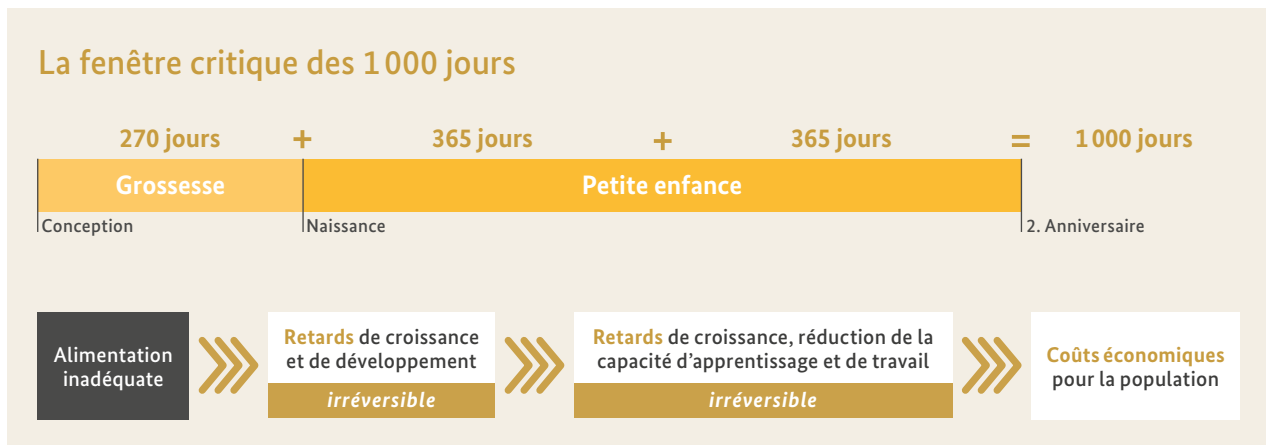 La fenêtre critique des 1 000 jours
270 jours + 365 jours + 365 jours = 1 000 jours
Grossesse Petite enfance
Conception Naissance 2. Anniversaire
Alimentation
inadéquate
Retards de croissance
et de développement
irréversible
Retards de croissance, réduction de la
capacité d’apprentissage et de travail
irréversible
Coûts économiques
pour la population